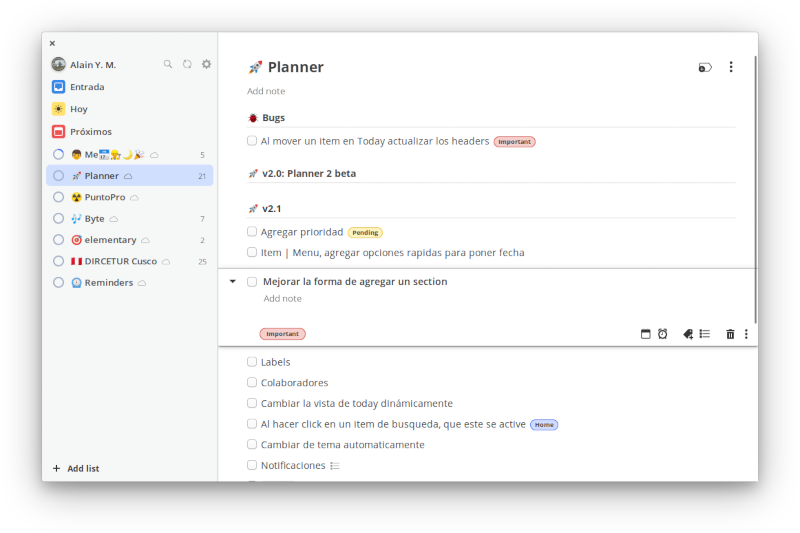 Alain Y. M.
Entrada
Hoy
Próximos
Me 5
Planner 21
PuntoPro
Byte 7
elementary 2
DIRCETUR Cusco 25
Reminders
Add list
Planner
Add note
Bugs
Al mover un item en Today actualizar los headers Important
v2.0: Planner 2 beta
v2.1
Agregar prioridad Pending
Item | Menu, agregar opciones rapidas para poner fecha
Mejorar la forma de agregar un section
Add note
Important
Labels
Colaboradores
Cambiar la vista de today dinámicamente
Al hacer click en un item de busqueda, que este se active Home
Cambiar de tema automaticamente
Notificaciones